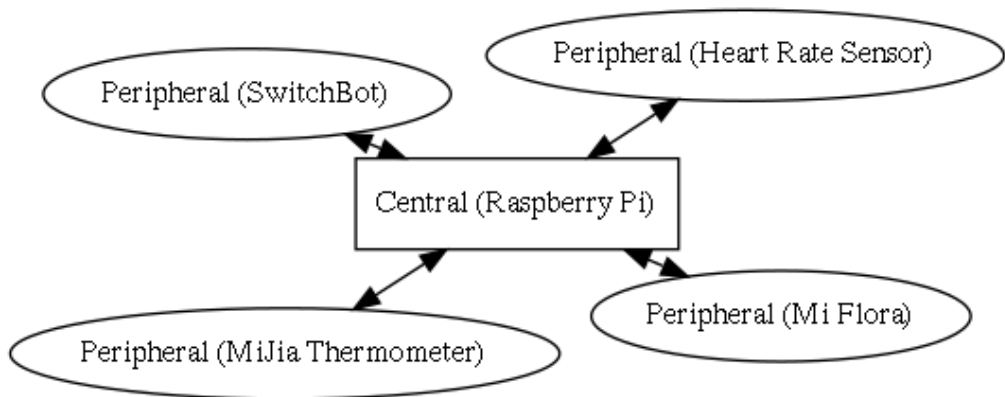 Peripheral (Heart Rate Sensor)
Peripheral (SwitchBot)
Central (Raspberry Pi)
Peripheral (Mi Flora)
Peripheral (MiJia Thermometer)